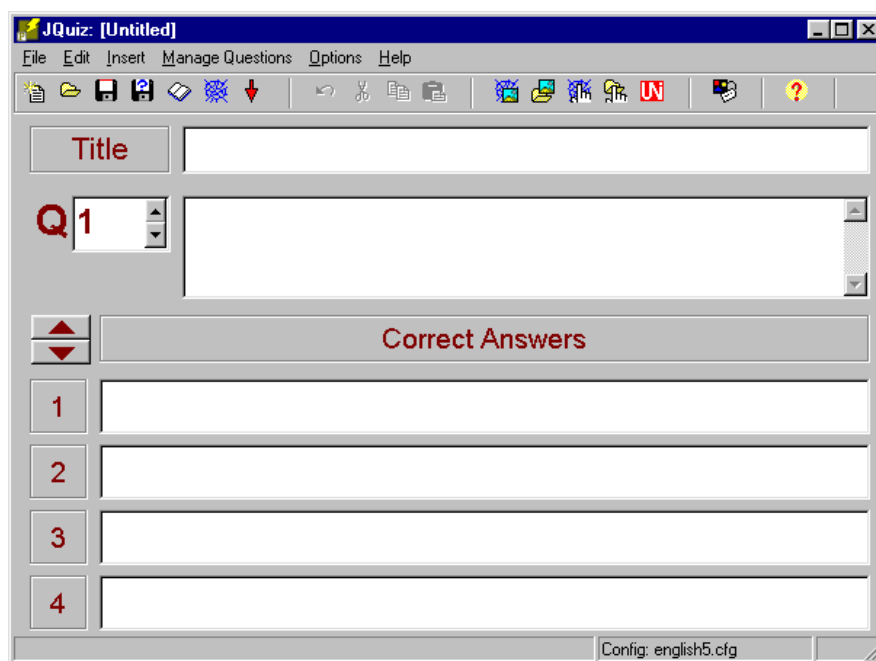 JQuiz: [Untitled]
File Edit Insert Manage Questions Options Help
Title
Q 1
Correct Answers
1
2
3
4
Config: english5.cfg